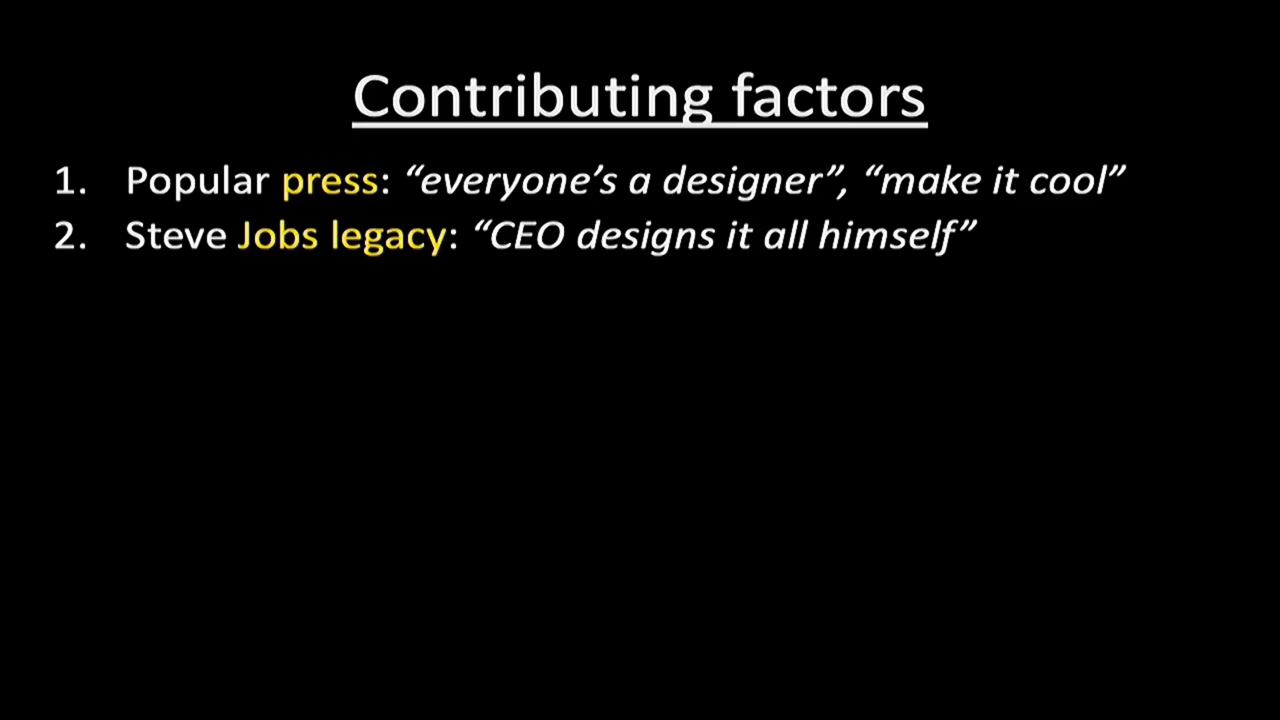 Contributing factors
1. Popular press: “everyone’s a designer”, “make it cool”
2. Steve Jobs legacy: “CEO designs it all himself”